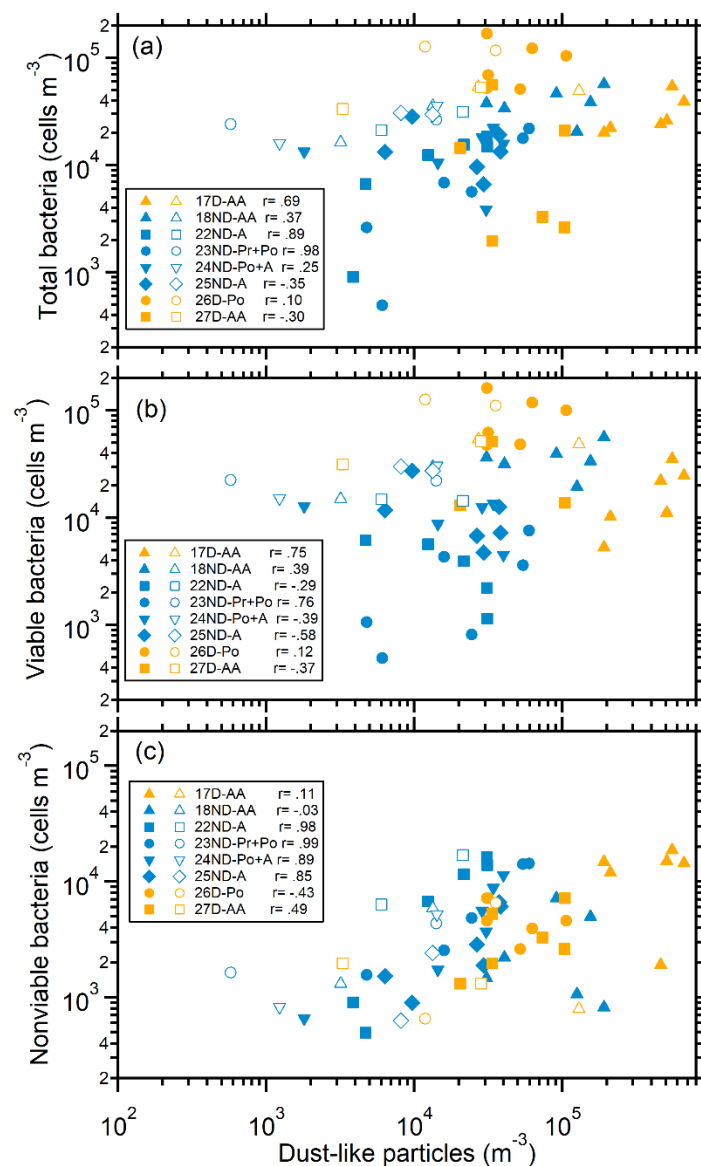 (a)
Total bacteria (cells m⁻³)
2
10⁵
4
2
10⁴
4
2
10³
4
2
17D-AA r= .69
18ND-AA r= .37
22ND-A r= .89
23ND-Pr+Po r= .98
24ND-Po+A r= .25
25ND-A r= -.35
26D-Po r= .10
27D-AA r= -.30
(b)
Viable bacteria (cells m⁻³)
2
10⁵
4
2
10⁴
4
2
10³
4
2
17D-AA r= .75
18ND-AA r= .39
22ND-A r= -.29
23ND-Pr+Po r= .76
24ND-Po+A r= -.39
25ND-A r= -.58
26D-Po r= .12
27D-AA r= -.37
(c)
Nonviable bacteria (cells m⁻³)
2
10⁵
4
2
10⁴
4
2
10³
4
2
17D-AA r= .11
18ND-AA r= -.03
22ND-A r= .98
23ND-Pr+Po r= .99
24ND-Po+A r= .89
25ND-A r= .85
26D-Po r= -.43
27D-AA r= .49
10² 10³ 10⁴ 10⁵
Dust-like particles (m⁻³)